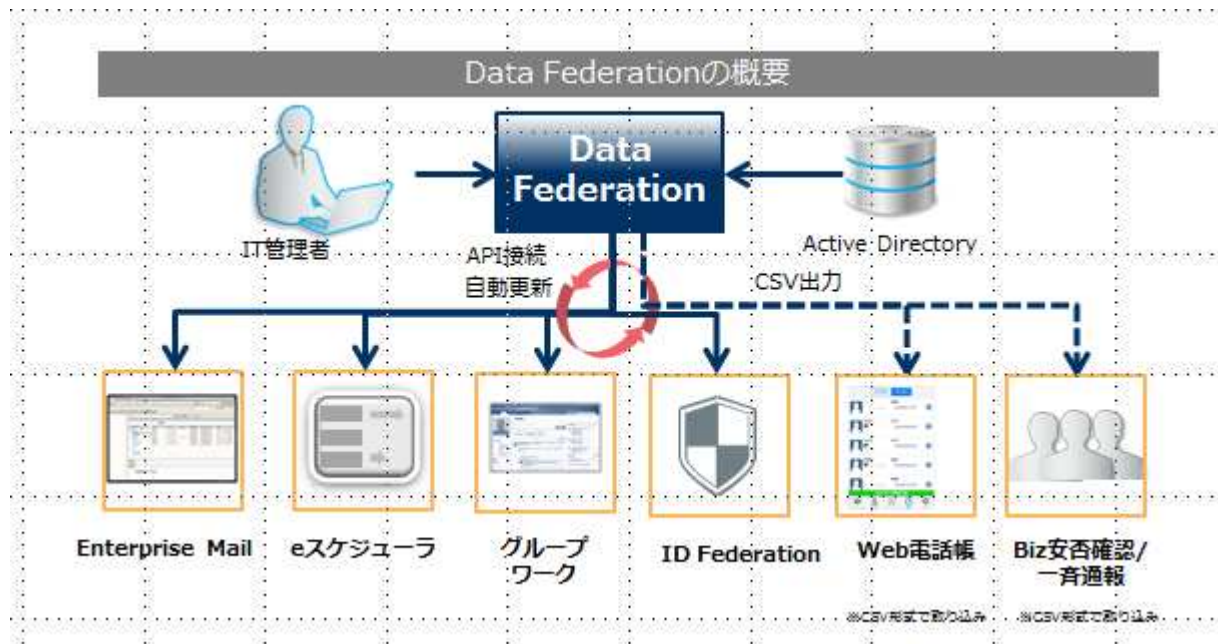 Data Federationの概要
Data
Federation
IT管理者
Active Directory
API接続
自動更新
CSV出力
Enterprise Mail
eスケジューラ
グループ
ワーク
ID Federation
Web電話帳
Biz安否確認/
一斉通報
※CSV形式で取り込み
※CSV形式で取り込み